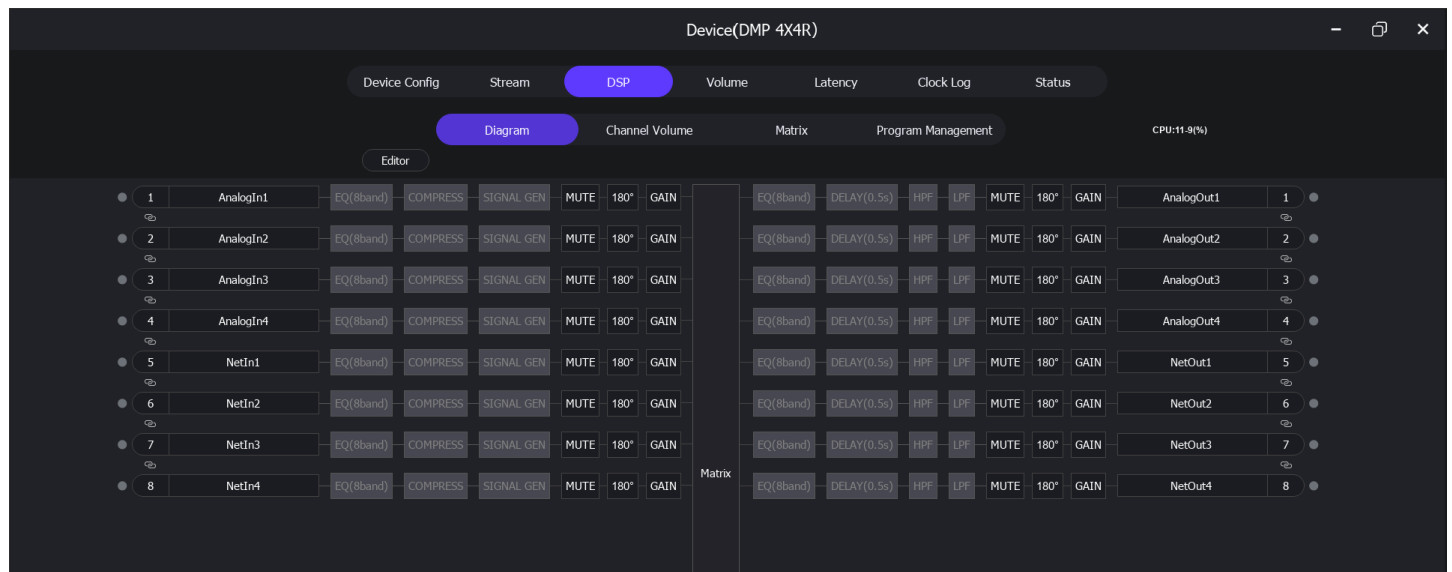 Device(DMP 4X4R)
Device Config Stream DSP Volume Latency Clock Log Status
Diagram Channel Volume Matrix Program Management CPU:11-9(%)
Editor
1 AnalogIn1 EQ(8band) COMPRESS SIGNAL GEN MUTE 180° GAIN EQ(8band) DELAY(0.5s) HPF LPF MUTE 180° GAIN AnalogOut1 1
2 AnalogIn2 EQ(8band) COMPRESS SIGNAL GEN MUTE 180° GAIN EQ(8band) DELAY(0.5s) HPF LPF MUTE 180° GAIN AnalogOut2 2
3 AnalogIn3 EQ(8band) COMPRESS SIGNAL GEN MUTE 180° GAIN EQ(8band) DELAY(0.5s) HPF LPF MUTE 180° GAIN AnalogOut3 3
4 AnalogIn4 EQ(8band) COMPRESS SIGNAL GEN MUTE 180° GAIN EQ(8band) DELAY(0.5s) HPF LPF MUTE 180° GAIN AnalogOut4 4
5 NetIn1 EQ(8band) COMPRESS SIGNAL GEN MUTE 180° GAIN EQ(8band) DELAY(0.5s) HPF LPF MUTE 180° GAIN NetOut1 5
6 NetIn2 EQ(8band) COMPRESS SIGNAL GEN MUTE 180° GAIN EQ(8band) DELAY(0.5s) HPF LPF MUTE 180° GAIN NetOut2 6
7 NetIn3 EQ(8band) COMPRESS SIGNAL GEN MUTE 180° GAIN EQ(8band) DELAY(0.5s) HPF LPF MUTE 180° GAIN NetOut3 7
Matrix
8 NetIn4 EQ(8band) COMPRESS SIGNAL GEN MUTE 180° GAIN EQ(8band) DELAY(0.5s) HPF LPF MUTE 180° GAIN NetOut4 8